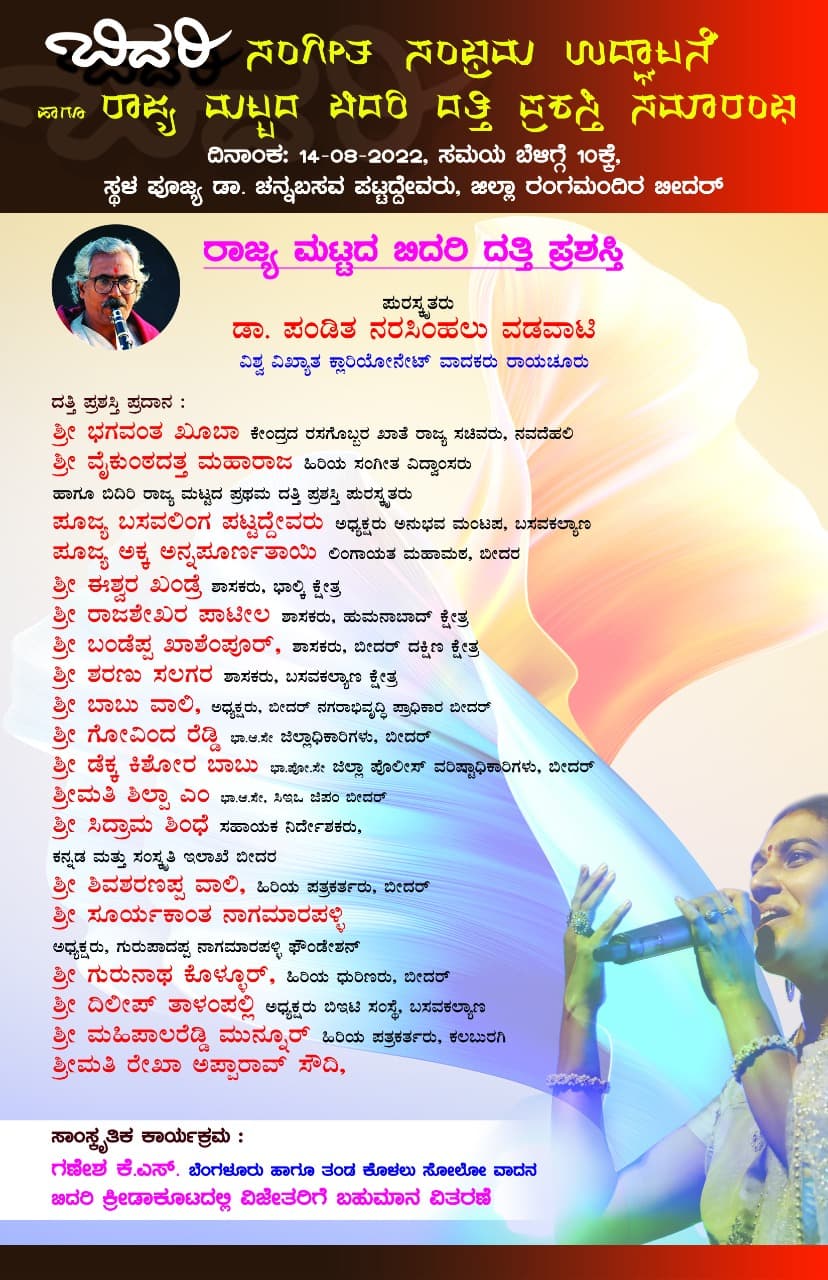 ಬಿದರಿ ಸಂಗೀತ ಸಂಭ್ರಮ ಉದ್ಘಾಟನೆ
ಹಾಗೂ ರಾಜ್ಯ ಮಟ್ಟದ ಬಿದರಿ ದತ್ತಿ ಪ್ರಶಸ್ತಿ ಸಮಾರಂಭ
ದಿನಾಂಕ: 14-08-2022, ಸಮಯ ಬೆಳಿಗ್ಗೆ 10ಕ್ಕೆ,
ಸ್ಥಳ ಪೂಜ್ಯ ಡಾ. ಚನ್ನಬಸವ ಪಟ್ಟದ್ದೇವರು, ಜಿಲ್ಲಾ ರಂಗಮಂದಿರ ಬೀದರ್
ರಾಜ್ಯ ಮಟ್ಟದ ಬಿದರಿ ದತ್ತಿ ಪ್ರಶಸ್ತಿ
ಪುರಸ್ಕೃತರು
ಡಾ. ಪಂಡಿತ ನರಸಿಂಹಲು ವಡವಾಟಿ
ವಿಶ್ವ ವಿಖ್ಯಾತ ಕ್ಲಾರಿಯೋನೇಟ್ ವಾದಕರು ರಾಯಚೂರು
ದತ್ತಿ ಪ್ರಶಸ್ತಿ ಪ್ರದಾನ :
ಶ್ರೀ ಭಗವಂತ ಖೂಬಾ ಕೇಂದ್ರದ ರಸಗೊಬ್ಬರ ಖಾತೆ ರಾಜ್ಯ ಸಚಿವರು, ನವದೆಹಲಿ
ಶ್ರೀ ವೈಕುಂಠದತ್ತ ಮಹಾರಾಜ ಹಿರಿಯ ಸಂಗೀತ ವಿದ್ವಾಂಸರು
ಹಾಗೂ ಬಿದಿರಿ ರಾಜ್ಯ ಮಟ್ಟದ ಪ್ರಥಮ ದತ್ತಿ ಪ್ರಶಸ್ತಿ ಪುರಸ್ಕೃತರು
ಪೂಜ್ಯ ಬಸವಲಿಂಗ ಪಟ್ಟದ್ದೇವರು ಅಧ್ಯಕ್ಷರು ಅನುಭವ ಮಂಟಪ, ಬಸವಕಲ್ಯಾಣ
ಪೂಜ್ಯ ಅಕ್ಕ ಅನ್ನಪೂರ್ಣತಾಯಿ ಲಿಂಗಾಯತ ಮಹಾಮಠ, ಬೀದರ
ಶ್ರೀ ಈಶ್ವರ ಖಂಡ್ರೆ ಶಾಸಕರು, ಭಾಲ್ಕಿ ಕ್ಷೇತ್ರ
ಶ್ರೀ ರಾಜಶೇಖರ ಪಾಟೀಲ ಶಾಸಕರು, ಹುಮನಾಬಾದ್ ಕ್ಷೇತ್ರ
ಶ್ರೀ ಬಂಡೆಪ್ಪ ಖಾಶೆಂಪೂರ್, ಶಾಸಕರು, ಬೀದರ್ ದಕ್ಷಿಣ ಕ್ಷೇತ್ರ
ಶ್ರೀ ಶರಣು ಸಲಗರ ಶಾಸಕರು, ಬಸವಕಲ್ಯಾಣ ಕ್ಷೇತ್ರ
ಶ್ರೀ ಬಾಬು ವಾಲಿ, ಅಧ್ಯಕ್ಷರು, ಬೀದರ್ ನಗರಾಭಿವೃದ್ಧಿ ಪ್ರಾಧಿಕಾರ ಬೀದರ್
ಶ್ರೀ ಗೋವಿಂದ ರೆಡ್ಡಿ ಭಾ.ಆ.ಸೇ ಜಿಲ್ಲಾಧಿಕಾರಿಗಳು, ಬೀದರ್
ಶ್ರೀ ಡೆಕ್ಕ ಕಿಶೋರ ಬಾಬು ಭಾ.ಪೋ.ಸೇ ಜಿಲ್ಲಾ ಪೊಲೀಸ್ ವರಿಷ್ಠಾಧಿಕಾರಿಗಳು, ಬೀದರ್
ಶ್ರೀಮತಿ ಶಿಲ್ಪಾ ಎಂ ಭಾ.ಆ.ಸೇ, ಸಿಇಒ ಜಿಪಂ ಬೀದರ್
ಶ್ರೀ ಸಿದ್ರಾಮ ಶಿಂಧೆ ಸಹಾಯಕ ನಿರ್ದೇಶಕರು,
ಕನ್ನಡ ಮತ್ತು ಸಂಸ್ಕೃತಿ ಇಲಾಖೆ ಬೀದರ
ಶ್ರೀ ಶಿವಶರಣಪ್ಪ ವಾಲಿ, ಹಿರಿಯ ಪತ್ರಕರ್ತರು, ಬೀದರ್
ಶ್ರೀ ಸೂರ್ಯಕಾಂತ ನಾಗಮಾರಪಳ್ಳಿ
ಅಧ್ಯಕ್ಷರು, ಗುರುಪಾದಪ್ಪ ನಾಗಮಾರಪಳ್ಳಿ ಫೌಂಡೇಶನ್
ಶ್ರೀ ಗುರುನಾಥ ಕೊಳ್ಳೂರ್, ಹಿರಿಯ ಧುರಿಣರು, ಬೀದರ್
ಶ್ರೀ ದಿಲೀಪ್ ತಾಳಂಪಲ್ಲಿ ಅಧ್ಯಕ್ಷರು ಬಿಇಟಿ ಸಂಸ್ಥೆ, ಬಸವಕಲ್ಯಾಣ
ಶ್ರೀ ಮಹಿಪಾಲರೆಡ್ಡಿ ಮುನ್ನೂರ್ ಹಿರಿಯ ಪತ್ರಕರ್ತರು, ಕಲಬುರಗಿ
ಶ್ರೀಮತಿ ರೇಖಾ ಅಪ್ಪಾರಾವ್ ಸೌದಿ,
ಸಾಂಸ್ಕೃತಿಕ ಕಾರ್ಯಕ್ರಮ :
ಗಣೇಶ ಕೆ.ಎಸ್. ಬೆಂಗಳೂರು ಹಾಗೂ ತಂಡ ಕೊಳಲು ಸೋಲೋ ವಾದನ
ಬಿದರಿ ಕ್ರೀಡಾಕೂಟದಲ್ಲಿ ವಿಜೇತರಿಗೆ ಬಹುಮಾನ ವಿತರಣೆ